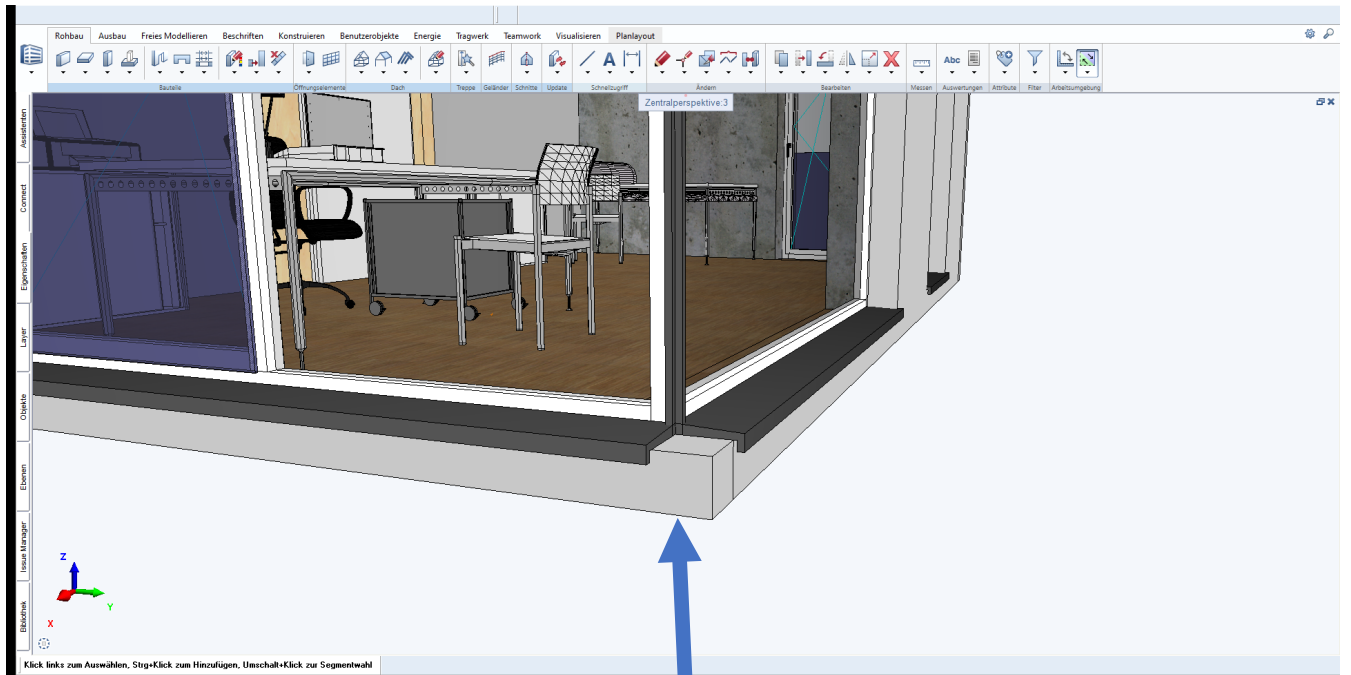 Rohbau Ausbau Freies Modellieren Beschriften Konstruieren Benutzerobjekte Energie Tragwerk Teamwork Visualisieren Planlayout
Abc
Bauteile Öffnungselemente Dach Treppe Geländer Schnitte Update Schnellzugriff Ändern Bearbeiten Messen Auswertungen Attribute Filter Arbeitsumgebung
Zentralperspektive:3
Assistenten
Connect
Eigenschaften
Layer
Objekte
Ebenen
Issue Manager
Bibliothek
Z
Y
X
Klick links zum Auswählen, Strg+Klick zum Hinzufügen, Umschalt+Klick zur Segmentwahl